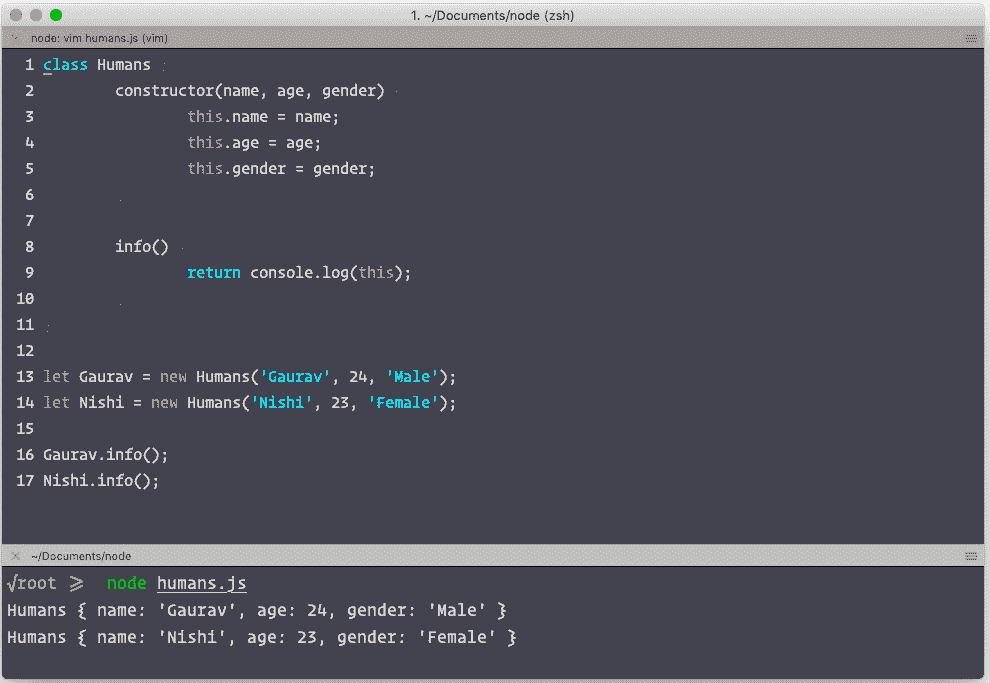 1. ~/Documents/node (zsh)
node: vim humans.js (vim)
1 class Humans
2 constructor(name, age, gender)
3 this.name = name;
4 this.age = age;
5 this.gender = gender;
6
7
8 info()
9 return console.log(this);
10
11
12
13 let Gaurav = new Humans('Gaurav', 24, 'Male');
14 let Nishi = new Humans('Nishi', 23, 'Female');
15
16 Gaurav.info();
17 Nishi.info();
~/Documents/node
√root ⩾ node humans.js
Humans { name: 'Gaurav', age: 24, gender: 'Male' }
Humans { name: 'Nishi', age: 23, gender: 'Female' }